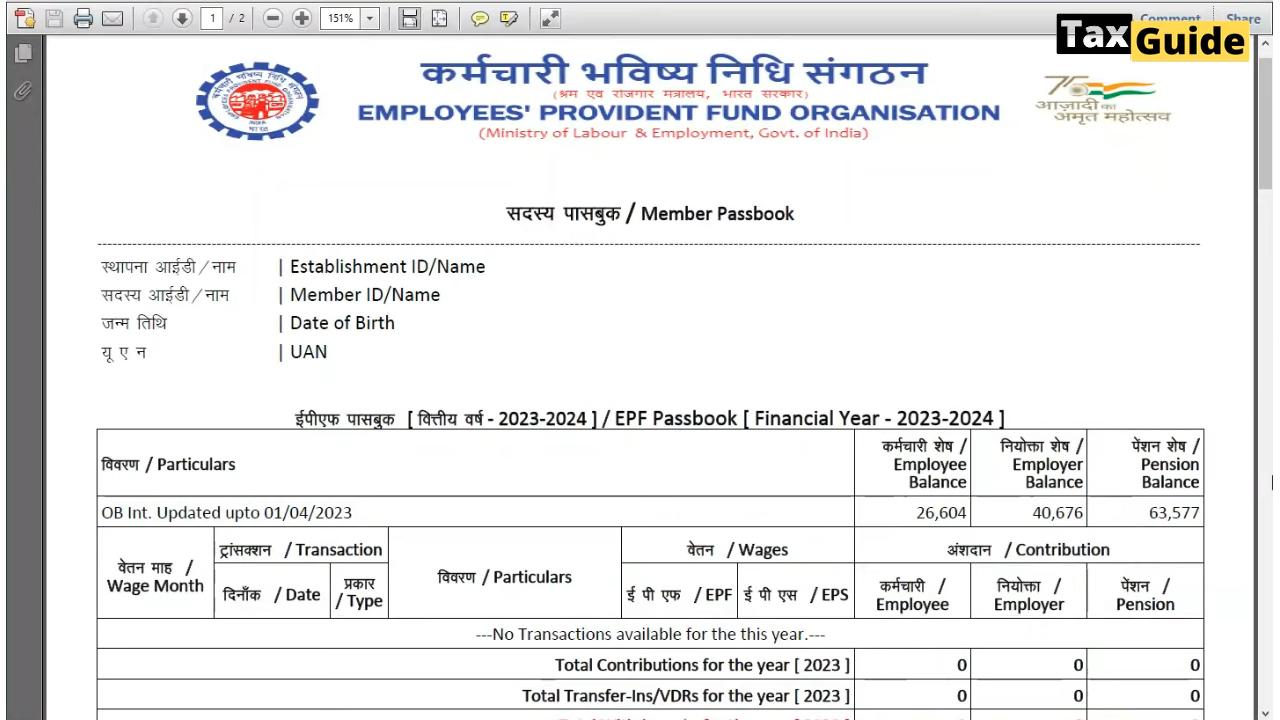 1 / 2
151%
Comment
Share
Tax Guide
कर्मचारी भविष्य निधि संगठन
(श्रम एवं रोजगार मंत्रालय, भारत सरकार)
EMPLOYEES' PROVIDENT FUND ORGANISATION
(Ministry of Labour & Employment, Govt. of India)
आज़ादी का
अमृत महोत्सव
सदस्य पासबुक / Member Passbook
स्थापना आईडी/नाम | Establishment ID/Name
सदस्य आईडी/नाम | Member ID/Name
जन्म तिथि | Date of Birth
यू ए न | UAN
ईपीएफ पासबुक [ वित्तीय वर्ष - 2023-2024 ] / EPF Passbook [ Financial Year - 2023-2024 ]
विवरण / Particulars
कर्मचारी शेष / Employee Balance
नियोक्ता शेष / Employer Balance
पेंशन शेष / Pension Balance
OB Int. Updated upto 01/04/2023 26,604 40,676 63,577
वेतन माह / Wage Month
ट्रांसक्शन / Transaction
विवरण / Particulars
वेतन / Wages
अंशदान / Contribution
दिनाँक / Date
प्रकार / Type
ई पी एफ / EPF
ई पी एस / EPS
कर्मचारी / Employee
नियोक्ता / Employer
पेंशन / Pension
---No Transactions available for the this year.---
Total Contributions for the year [ 2023 ] 0 0 0
Total Transfer-Ins/VDRs for the year [ 2023 ] 0 0 0